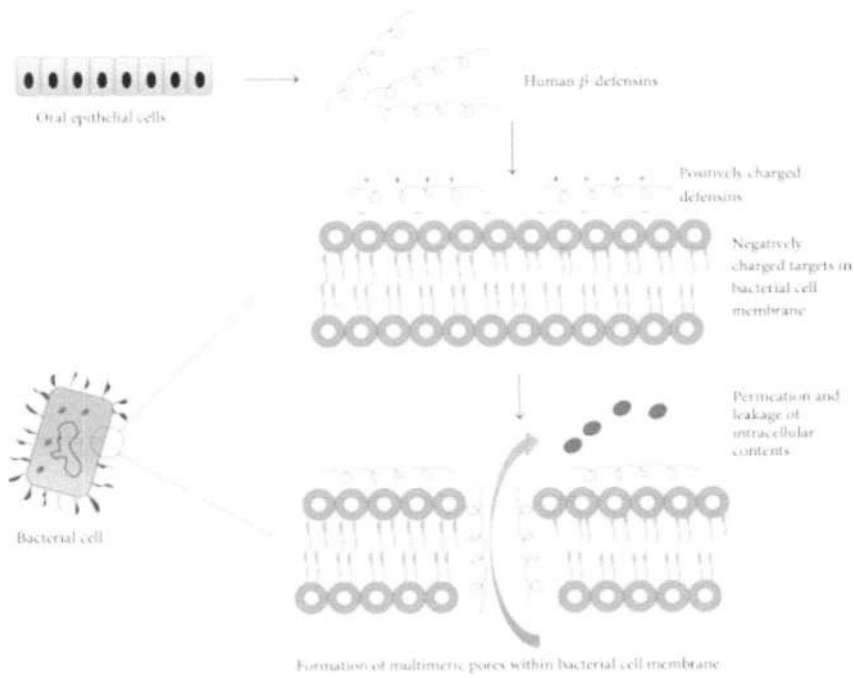 Oral epithelial cells
Human β-defensins
Positively charged
defensins
Negatively
charged targets in
bacterial cell
membrane
Permeation and
leakage of
intracellular
contents
Bacterial cell
Formation of multimeric pores within bacterial cell membrane